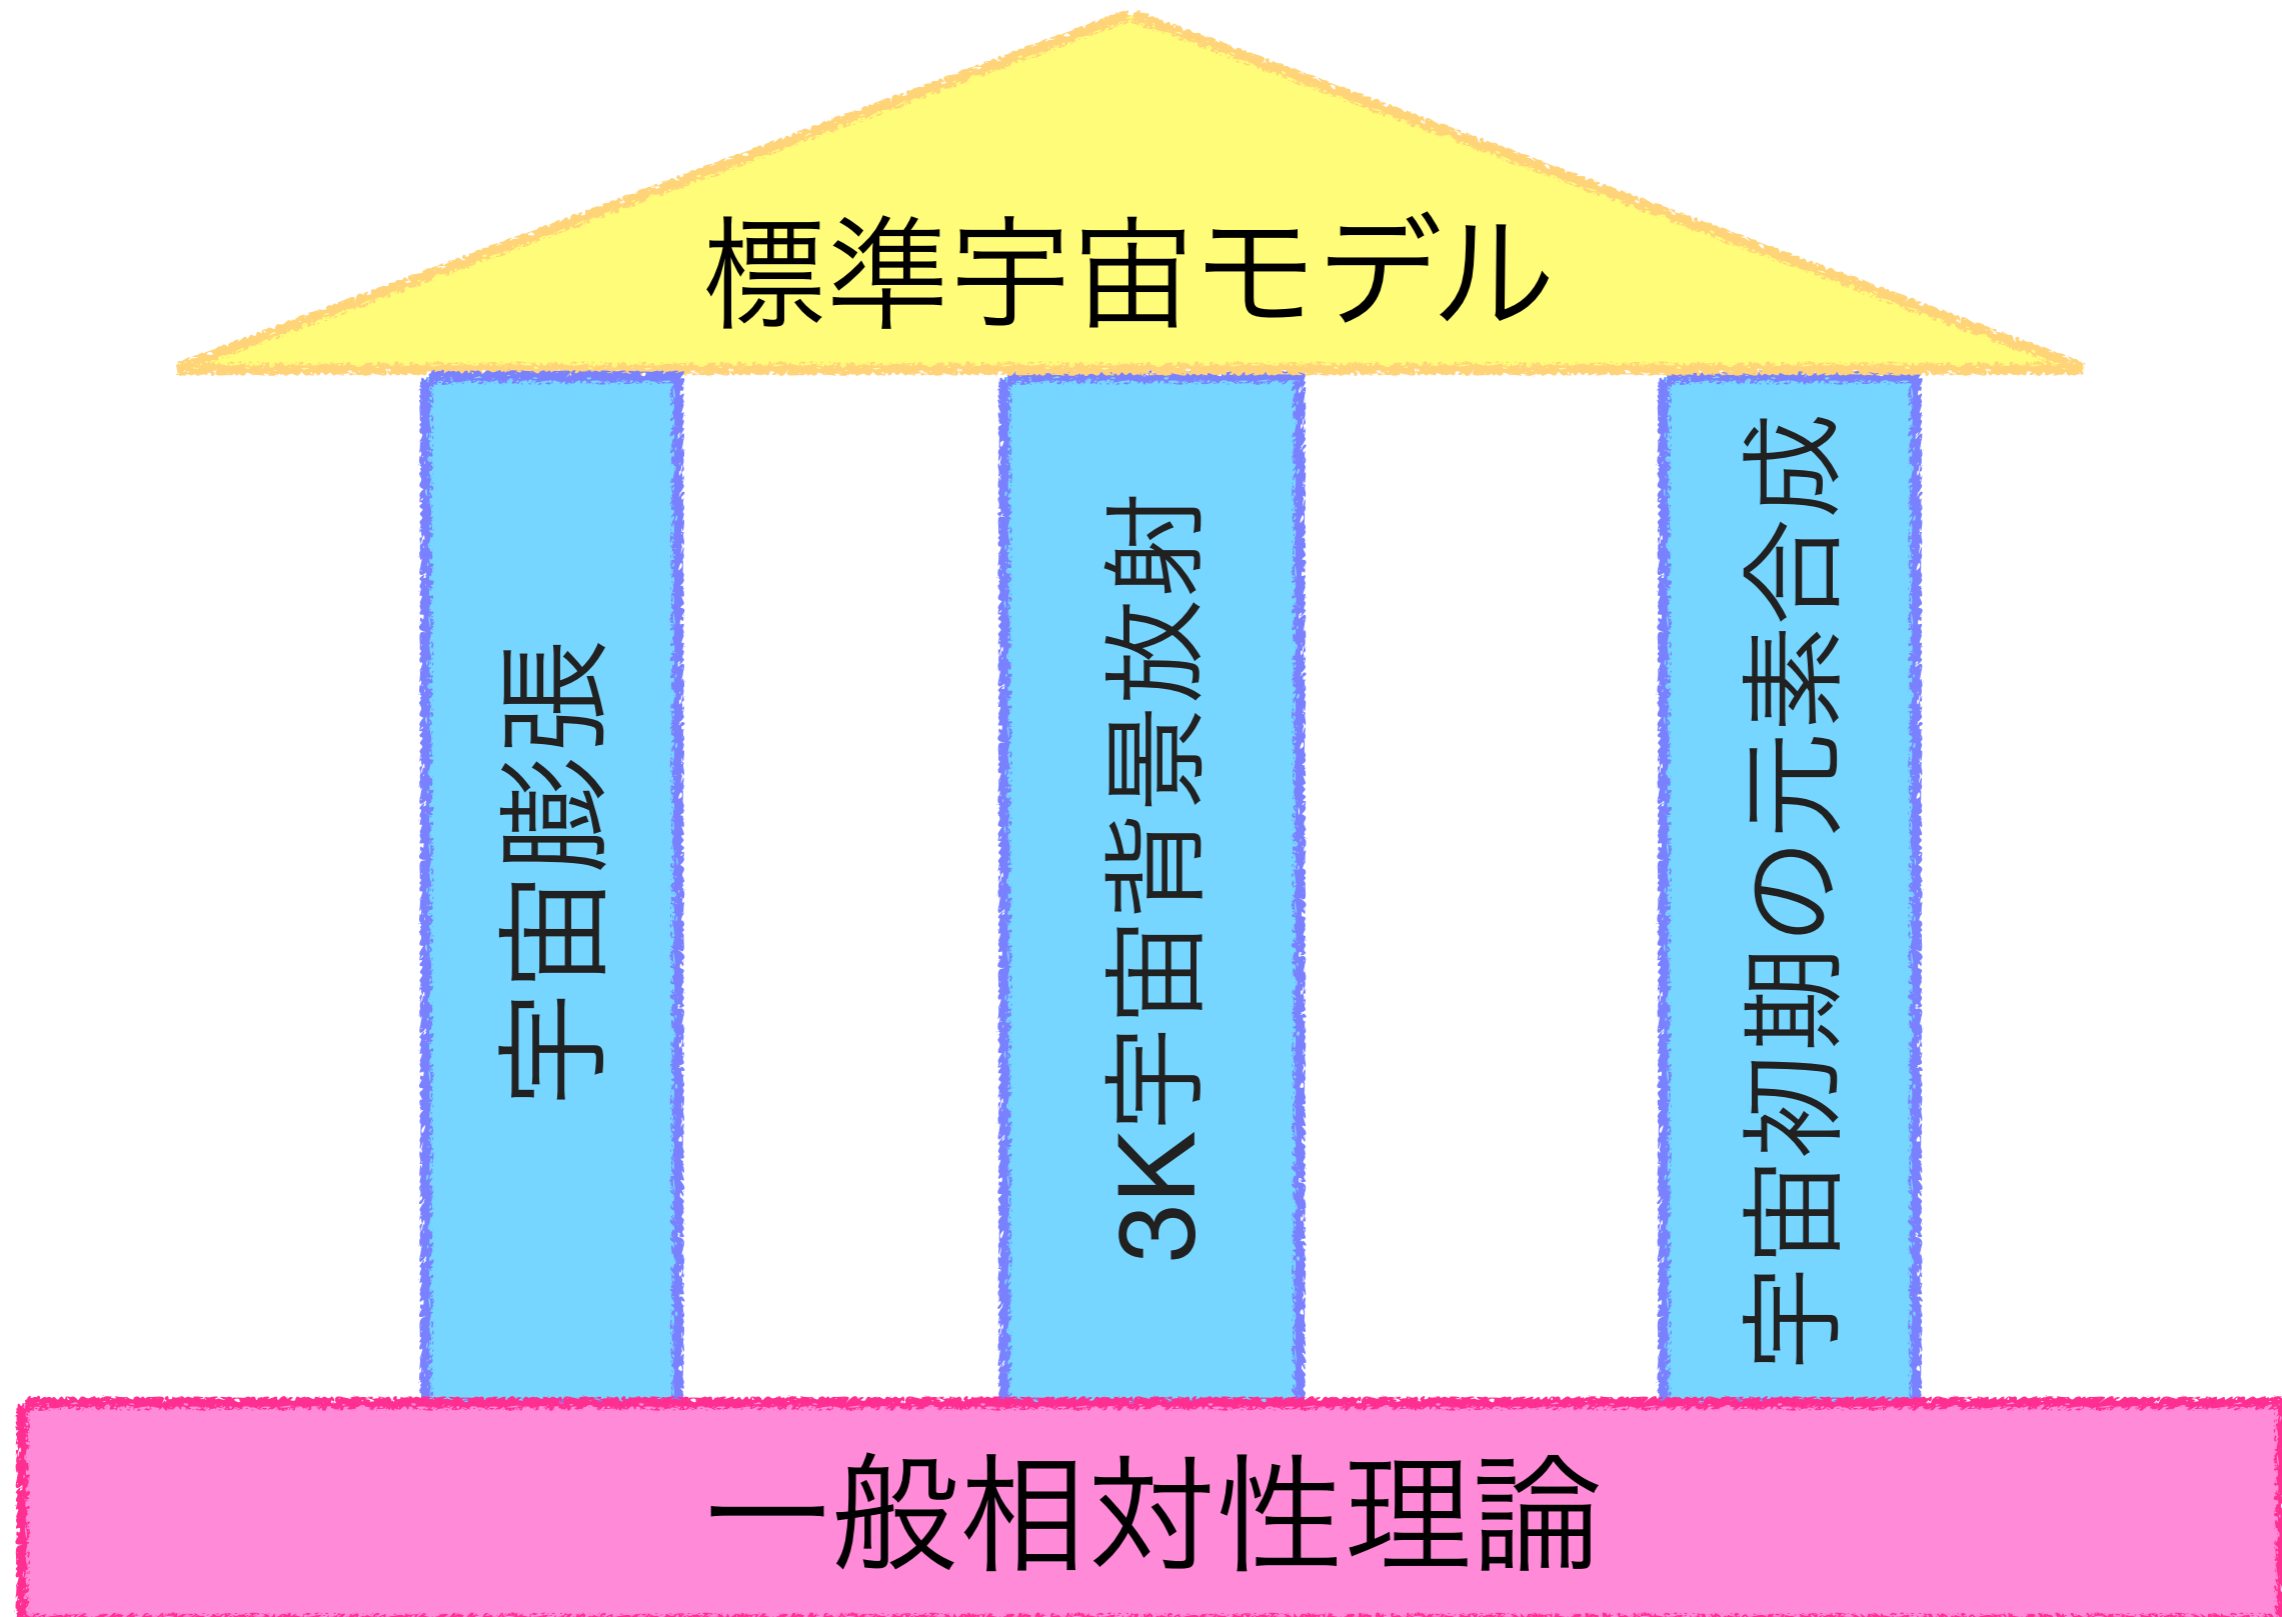 標準宇宙モデル
宇宙膨張
3K宇宙背景放射
宇宙初期の元素合成
一般相対性理論